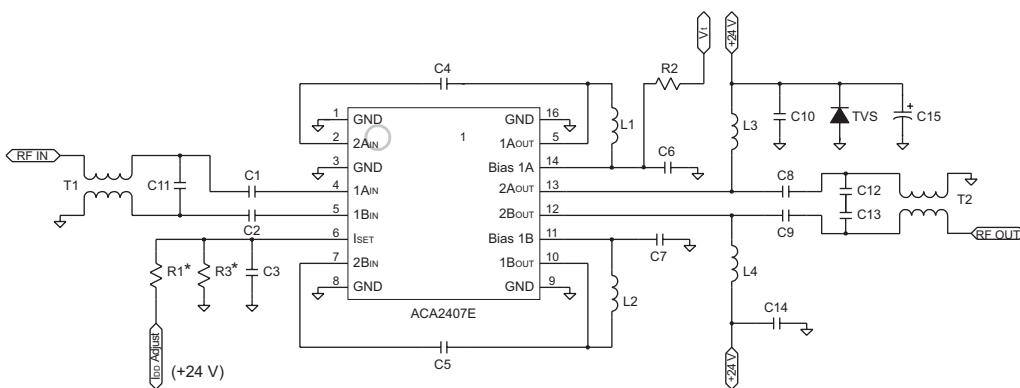 Vt
+24 V
C4
R2
1
GND
GND
16
L1
L3
C10
TVS
+
C15
2
2AIN
1
1AOUT
5
RF IN
3
GND
Bias 1A
14
C6
T1
C11
C1
4
1AIN
2AOUT
13
C8
C12
T2
5
1BIN
2BOUT
12
C13
C2
C9
RF OUT
6
ISET
Bias 1B
11
C7
R1*
R3*
C3
7
2BIN
1BOUT
10
L4
8
GND
GND
9
L2
ACA2407E
C14
IDD Adjust
(+24 V)
C5
+24 V